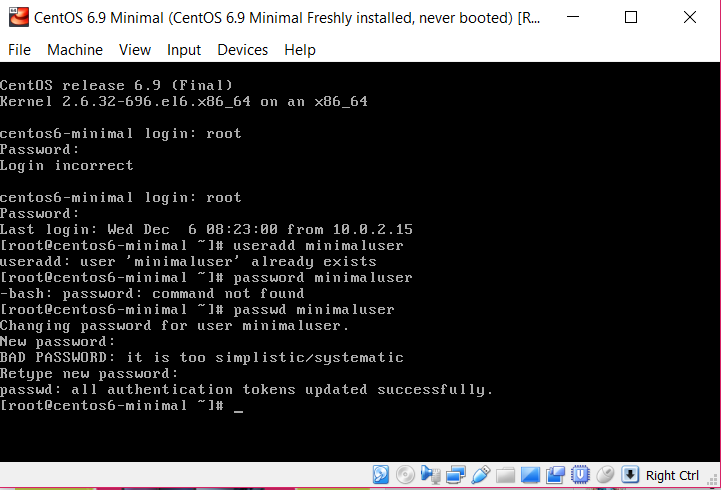 CentOS 6.9 Minimal (CentOS 6.9 Minimal Freshly installed, never booted) [R...
File Machine View Input Devices Help
CentOS release 6.9 (Final)
Kernel 2.6.32-696.el6.x86_64 on an x86_64
centos6-minimal login: root
Password:
Login incorrect
centos6-minimal login: root
Password:
Last login: Wed Dec  6 08:23:00 from 10.0.2.15
[root@centos6-minimal ~]# useradd minimaluser
useradd: user 'minimaluser' already exists
[root@centos6-minimal ~]# password minimaluser
-bash: password: command not found
[root@centos6-minimal ~]# passwd minimaluser
Changing password for user minimaluser.
New password:
BAD PASSWORD: it is too simplistic/systematic
Retype new password:
passwd: all authentication tokens updated successfully.
[root@centos6-minimal ~]# _
Right Ctrl